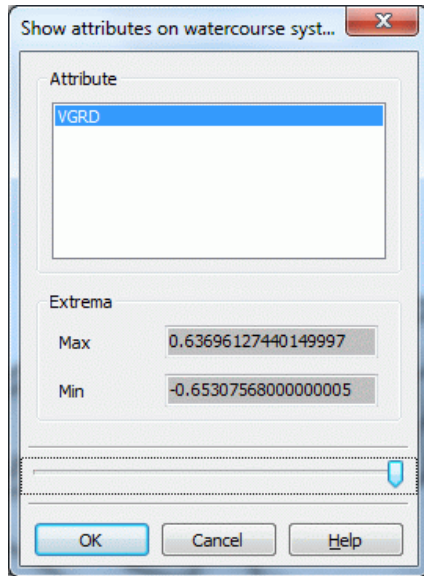 Show attributes on watercourse syst...
Attribute
VGRD
Extrema
Max 0.63696127440149997
Min -0.65307568000000005
OK Cancel Help